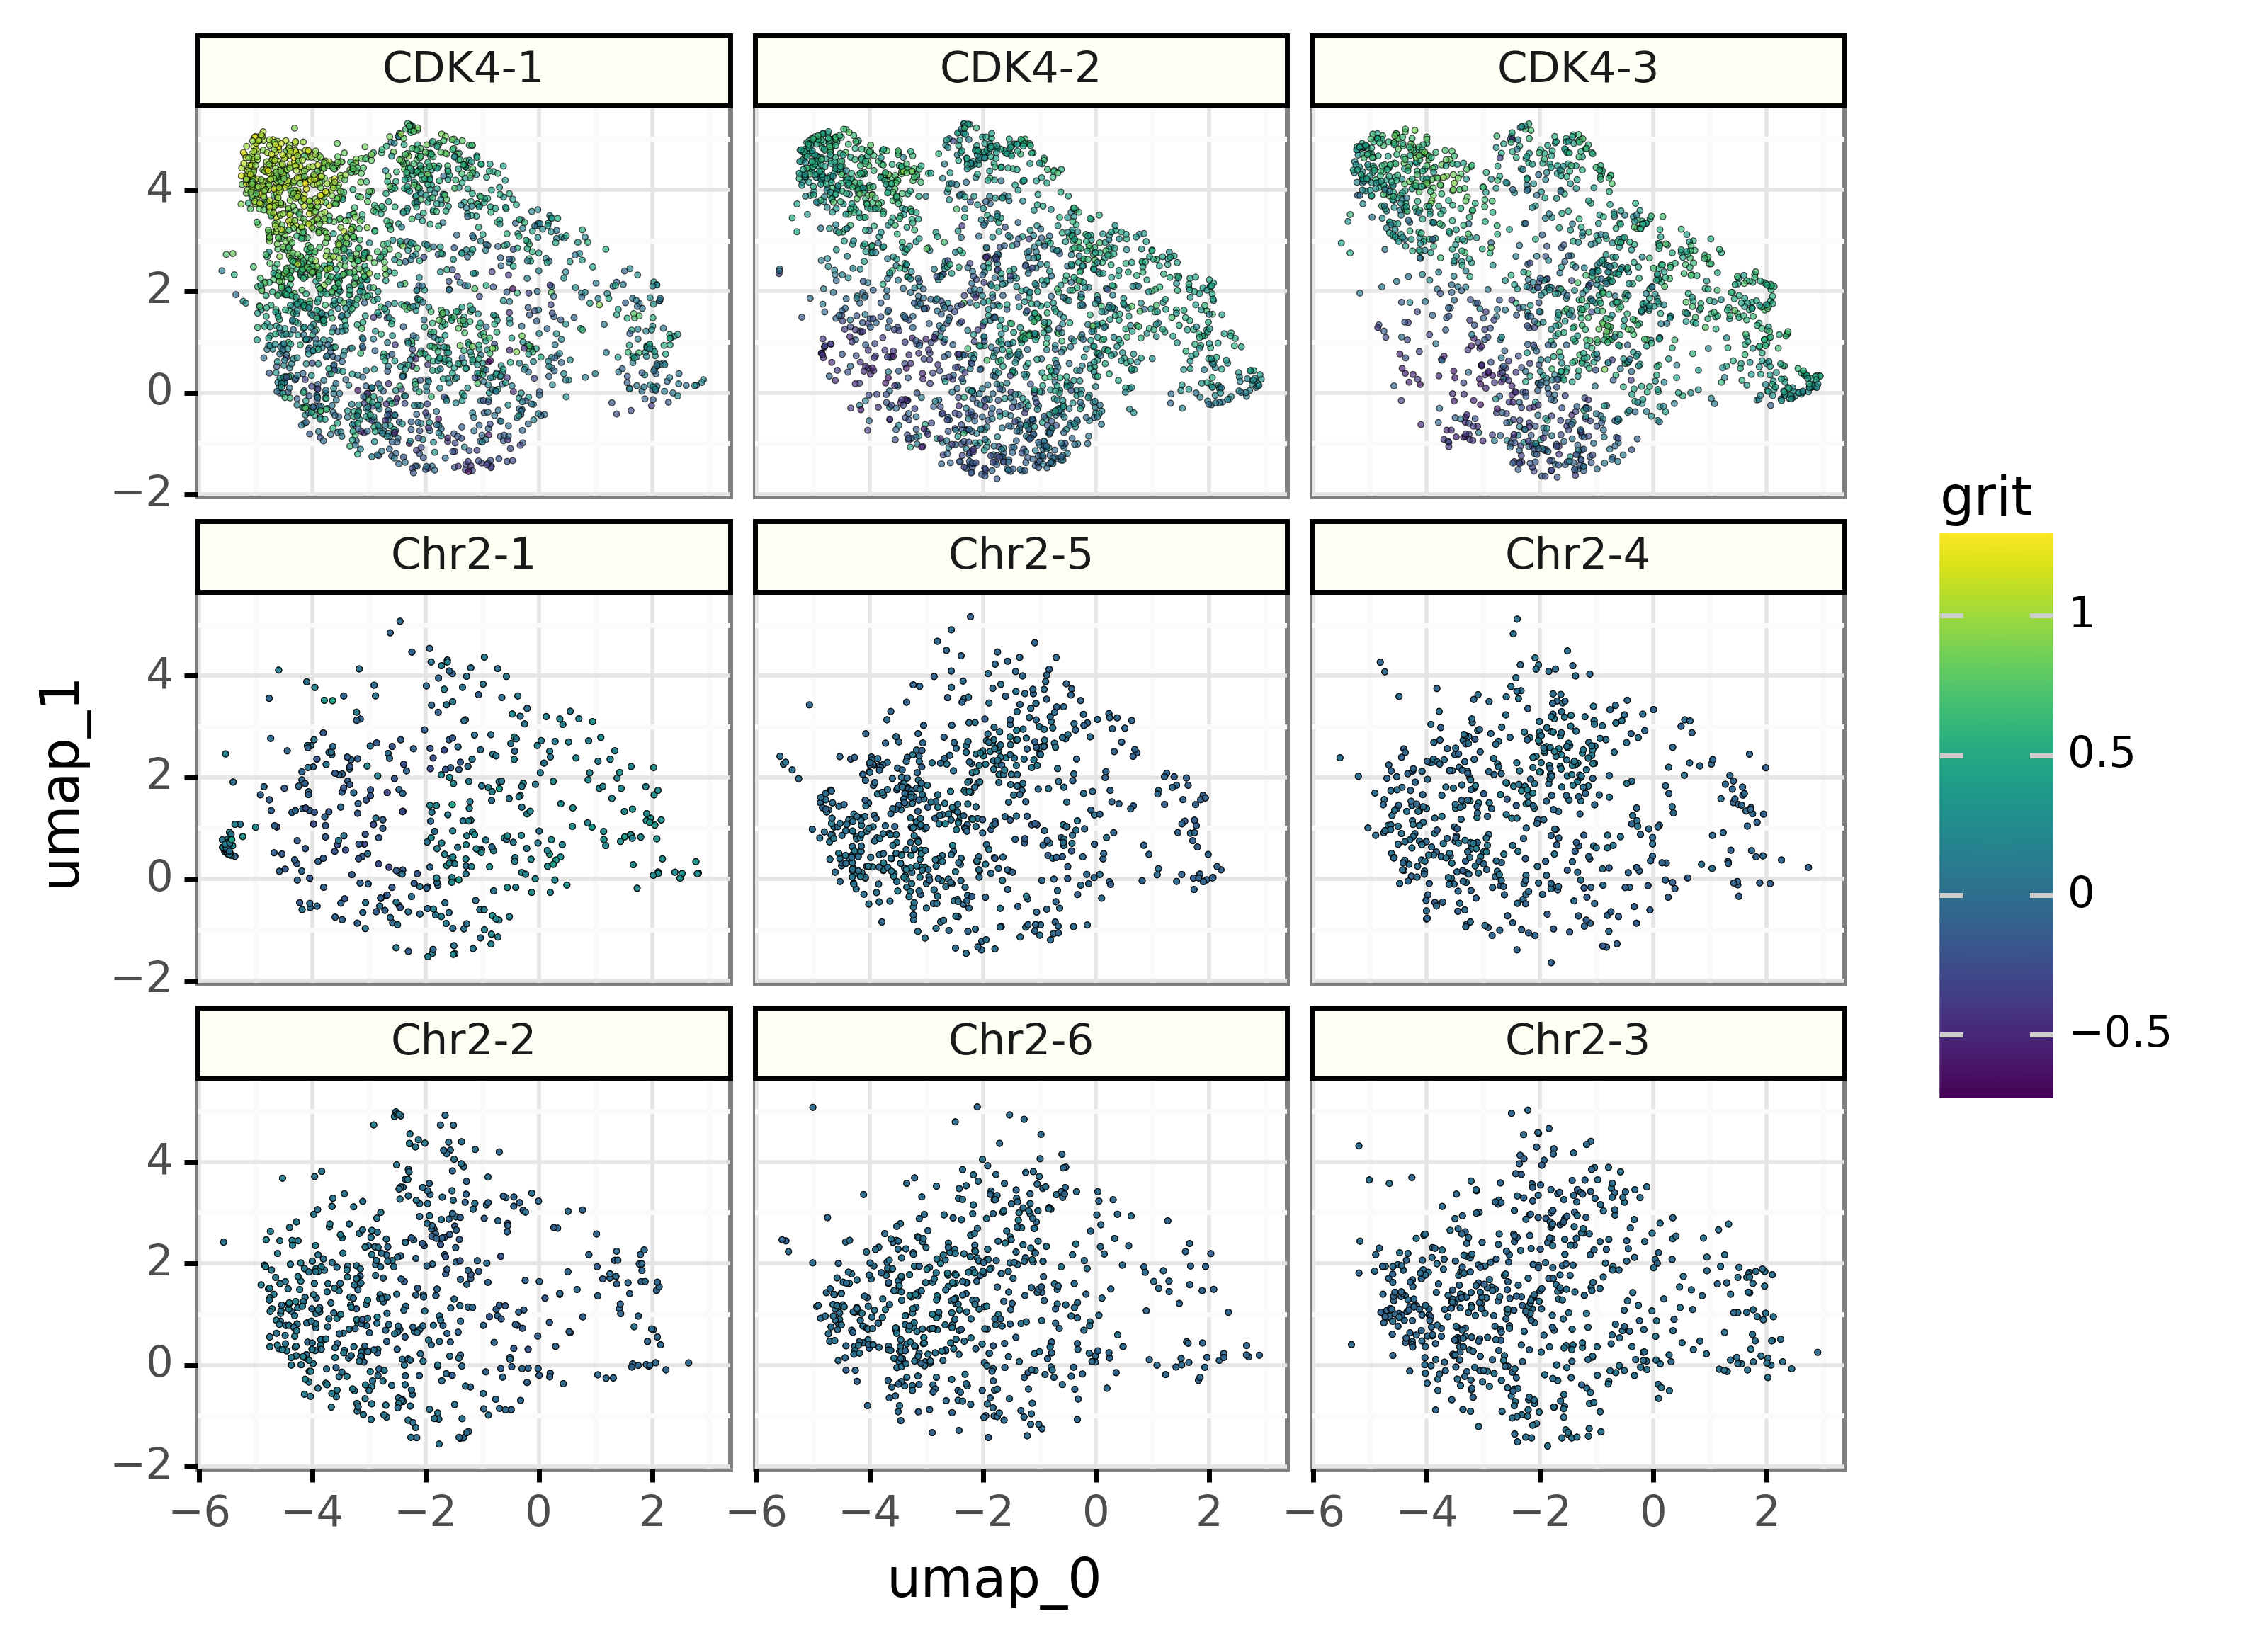 CDK4-1 CDK4-2 CDK4-3
4
2
0
−2
Chr2-1 Chr2-5 Chr2-4
4
2
0
−2
Chr2-2 Chr2-6 Chr2-3
4
2
0
−2
−6 −4 −2 0 2 −6 −4 −2 0 2 −6 −4 −2 0 2
umap_0
umap_1
grit
1
0.5
0
−0.5